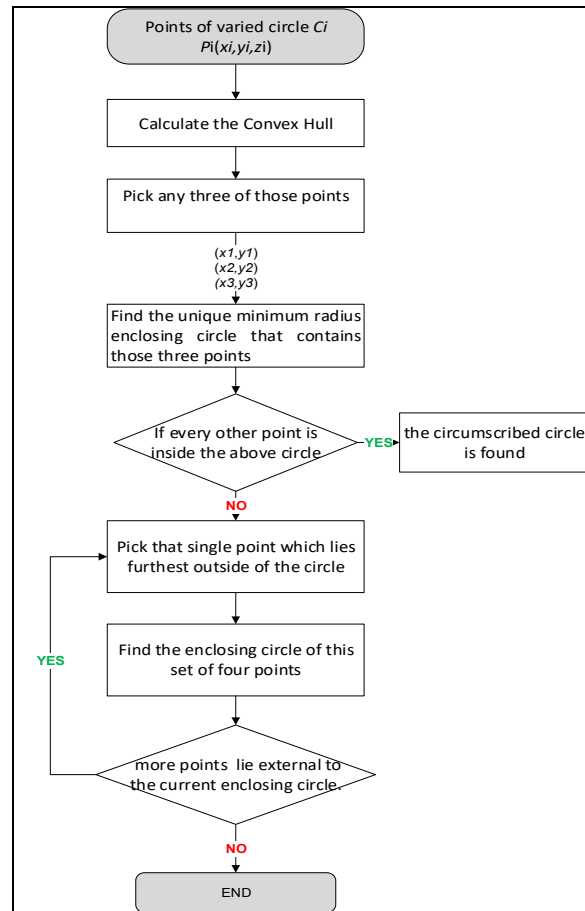 Points of varied circle Ci
Pi(xi,yi,zi)
Calculate the Convex Hull
Pick any three of those points
(x1,y1)
(x2,y2)
(x3,y3)
Find the unique minimum radius
enclosing circle that contains
those three points
If every other point is
inside the above circle
YES
the circumscribed circle
is found
NO
Pick that single point which lies
furthest outside of the circle
YES
Find the enclosing circle of this
set of four points
more points lie external to
the current enclosing circle.
NO
END